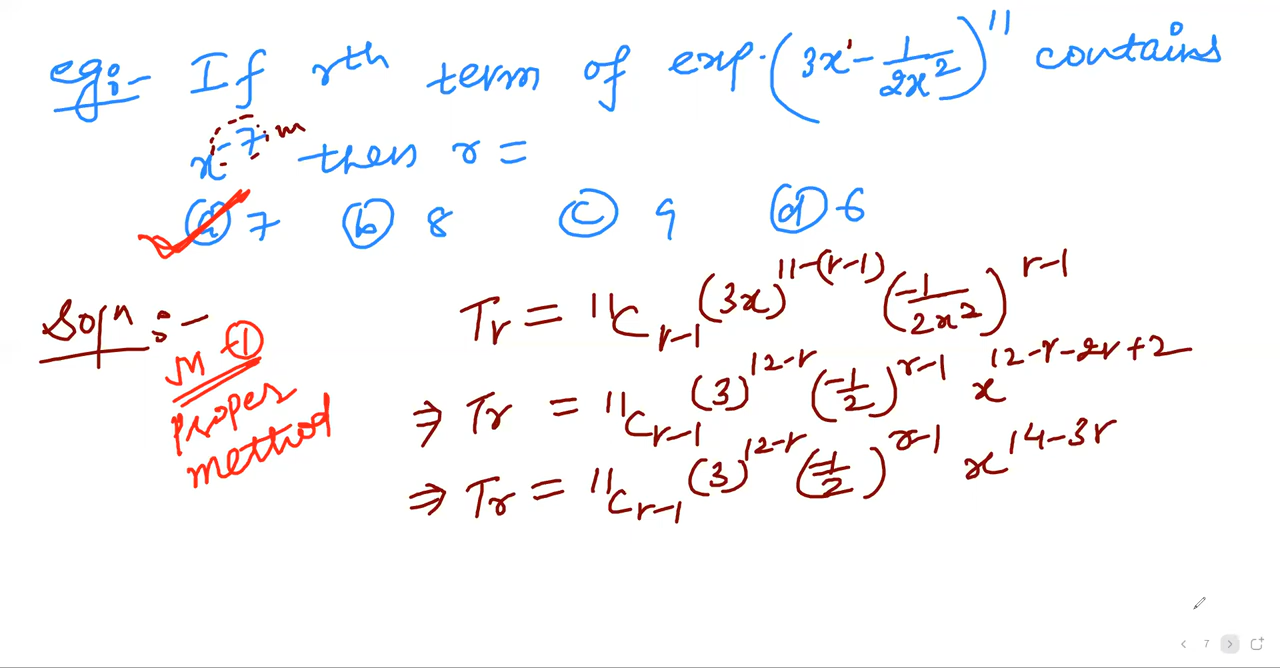 eg:- If rth term of exp. (3x¹ - 1/2x²)¹¹ contains
x⁻⁷ m then r =
(a) 7 (b) 8 (c) 9 (d) 6
Solⁿ :- Tr = ¹¹C_{r-1} (3x)^{11-(r-1)} (-1/2x²)^{r-1}
M-①
⇒ Tr = ¹¹C_{r-1} (3)^{12-r} (-1/2)^{r-1} x^{12-r-2r+2}
Proper
method
⇒ Tr = ¹¹C_{r-1} (3)^{12-r} (-1/2)^{r-1} x^{14-3r}
7